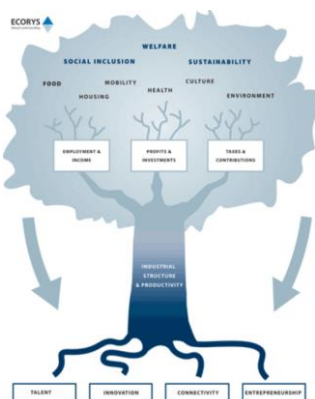 ECORYS
WELFARE
SOCIAL INCLUSION
SUSTAINABILITY
FOOD
MOBILITY
CULTURE
HOUSING
HEALTH
ENVIRONMENT
EMPLOYMENT &
INCOME
PROFITS &
INVESTMENTS
TAXES &
CONTRIBUTIONS
INDUSTRIAL
STRUCTURE
& PRODUCTIVITY
TALENT
INNOVATION
CONNECTIVITY
ENTREPRENEURSHIP